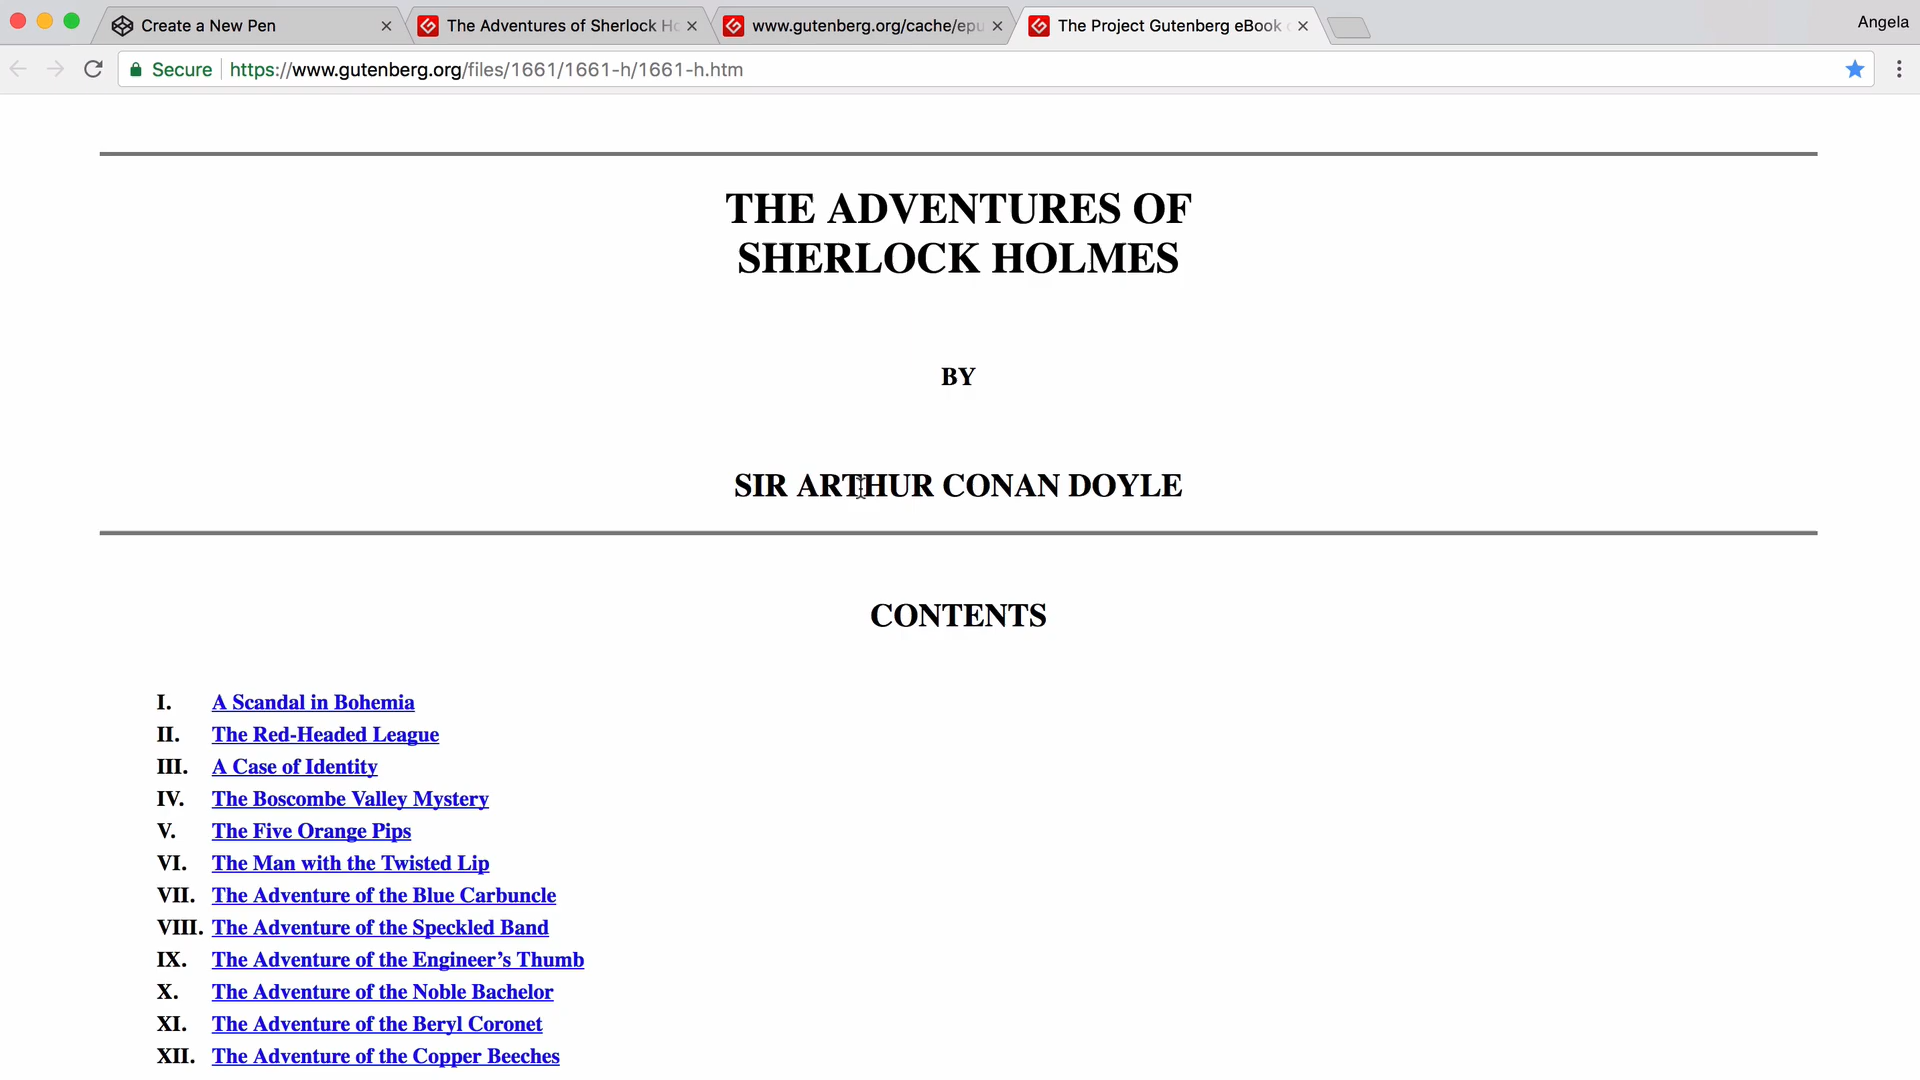 Create a New Pen
The Adventures of Sherlock Ho
www.gutenberg.org/cache/epu
The Project Gutenberg eBook
Angela
Secure
https://www.gutenberg.org/files/1661/1661-h/1661-h.htm
THE ADVENTURES OF
SHERLOCK HOLMES
BY
SIR ARTHUR CONAN DOYLE
CONTENTS
I. A Scandal in Bohemia
II. The Red-Headed League
III. A Case of Identity
IV. The Boscombe Valley Mystery
V. The Five Orange Pips
VI. The Man with the Twisted Lip
VII. The Adventure of the Blue Carbuncle
VIII. The Adventure of the Speckled Band
IX. The Adventure of the Engineer’s Thumb
X. The Adventure of the Noble Bachelor
XI. The Adventure of the Beryl Coronet
XII. The Adventure of the Copper Beeches